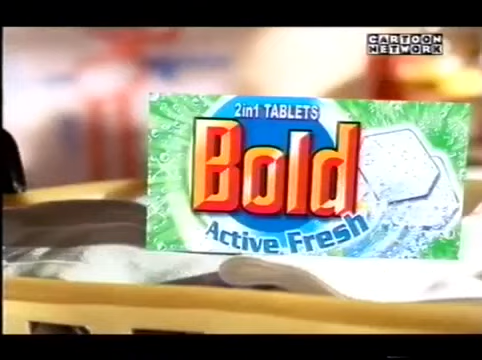 CARTOON
NETWORK
2in1 TABLETS
Bold
Active Fresh